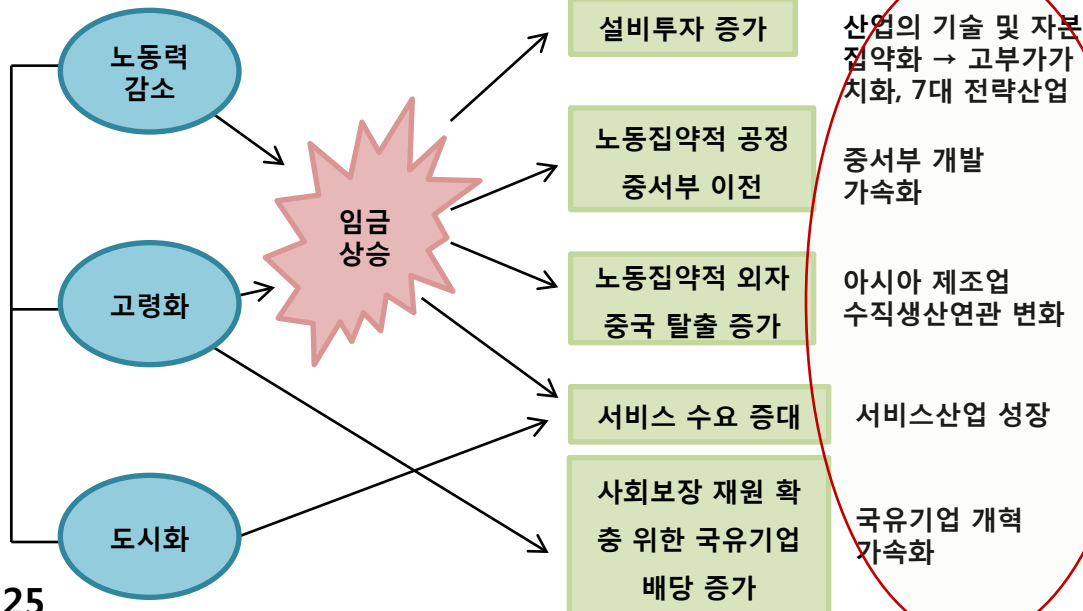 노동력
감소
고령화
도시화
임금
상승
설비투자 증가
산업의 기술 및 자본
집약화 → 고부가가
치화, 7대 전략산업
노동집약적 공정
중서부 이전
중서부 개발
가속화
노동집약적 외자
중국 탈출 증가
아시아 제조업
수직생산연관 변화
서비스 수요 증대
서비스산업 성장
사회보장 재원 확
충 위한 국유기업
배당 증가
국유기업 개혁
가속화
25